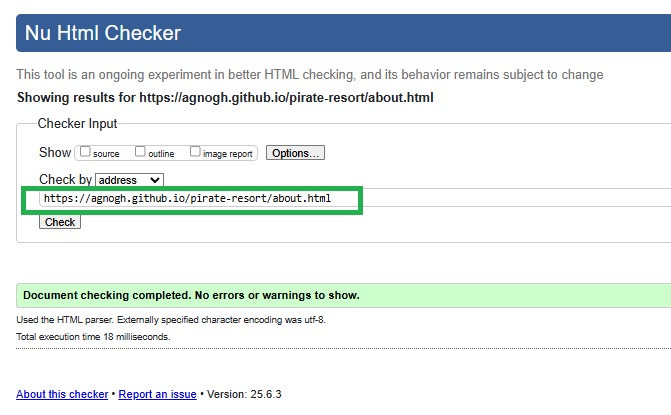 Nu Html Checker
This tool is an ongoing experiment in better HTML checking, and its behavior remains subject to change
Showing results for https://agnogh.github.io/pirate-resort/about.html
Checker Input
Show source outline image report Options...
Check by address
https://agnogh.github.io/pirate-resort/about.html
Check
Document checking completed. No errors or warnings to show.
Used the HTML parser. Externally specified character encoding was utf-8.
Total execution time 18 milliseconds.
About this checker • Report an issue • Version: 25.6.3